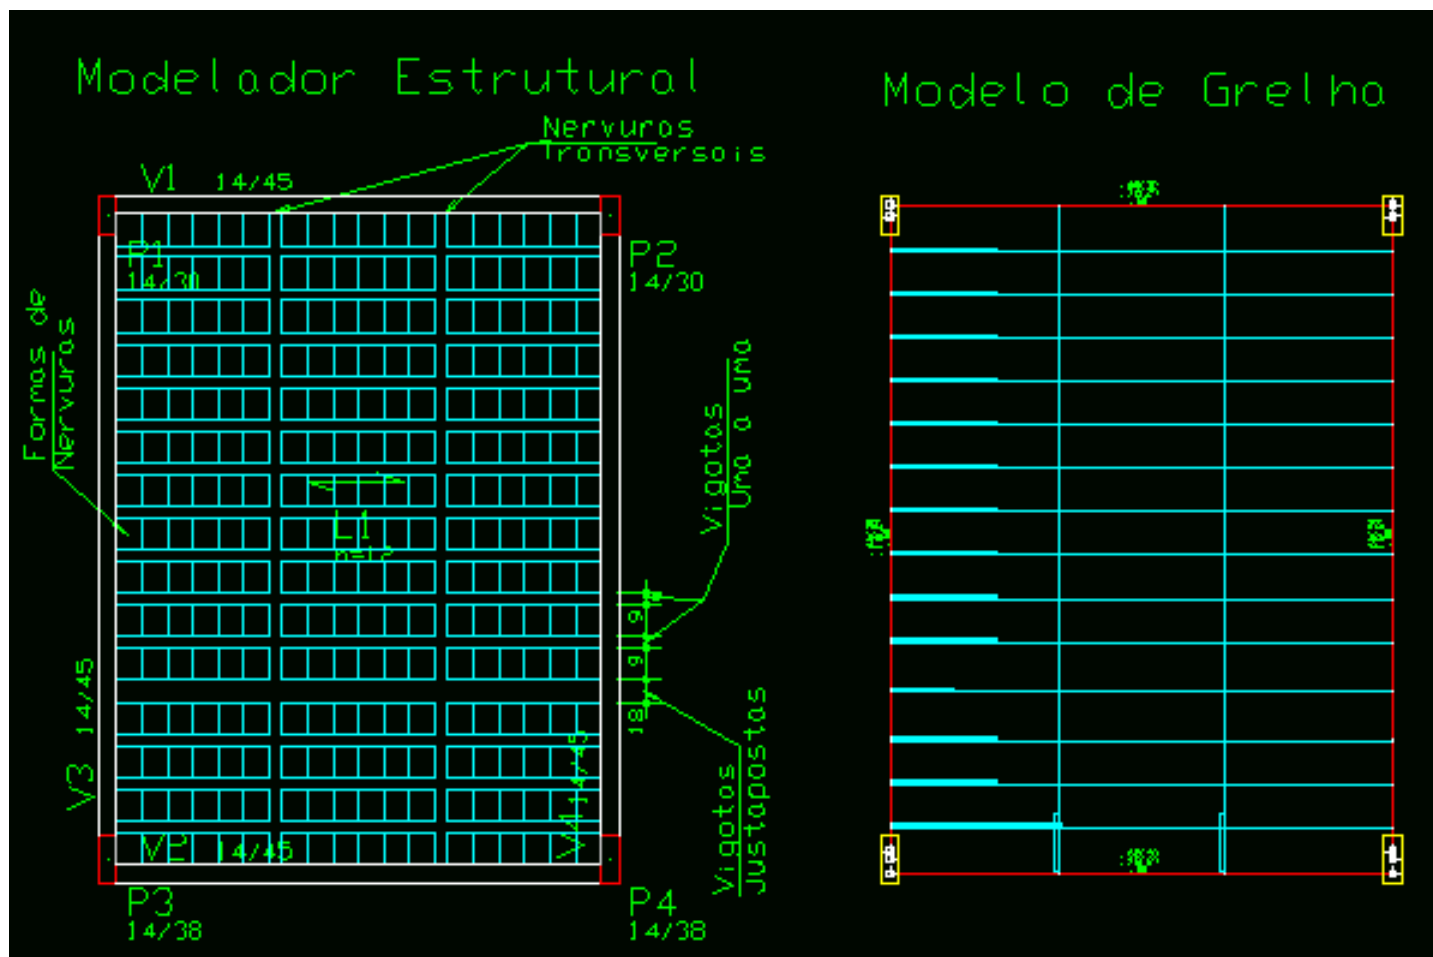 Modelador Estrutural
Modelo de Grelha
Nervuras
Transversais
V1 14/45
P1
14/30
P2
14/30
Formas de
Nervuras
Vigotas
Uma a uma
L1
h=12
9
9
18
V3 14/45
V4 14/45
Vigotas
Justapostas
V2 14/45
P3
14/38
P4
14/38